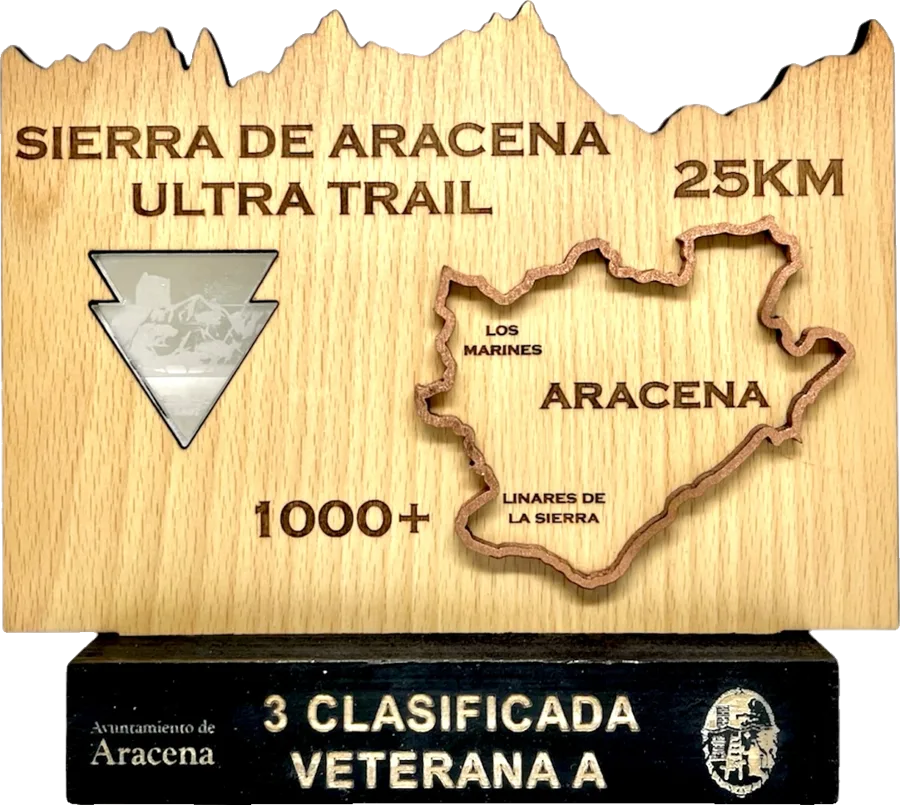 SIERRA DE ARACENA
ULTRA TRAIL
25KM
LOS
MARINES
ARACENA
1000+
LINARES DE
LA SIERRA
Ayuntamiento de
Aracena
3 CLASIFICADA
VETERANA A